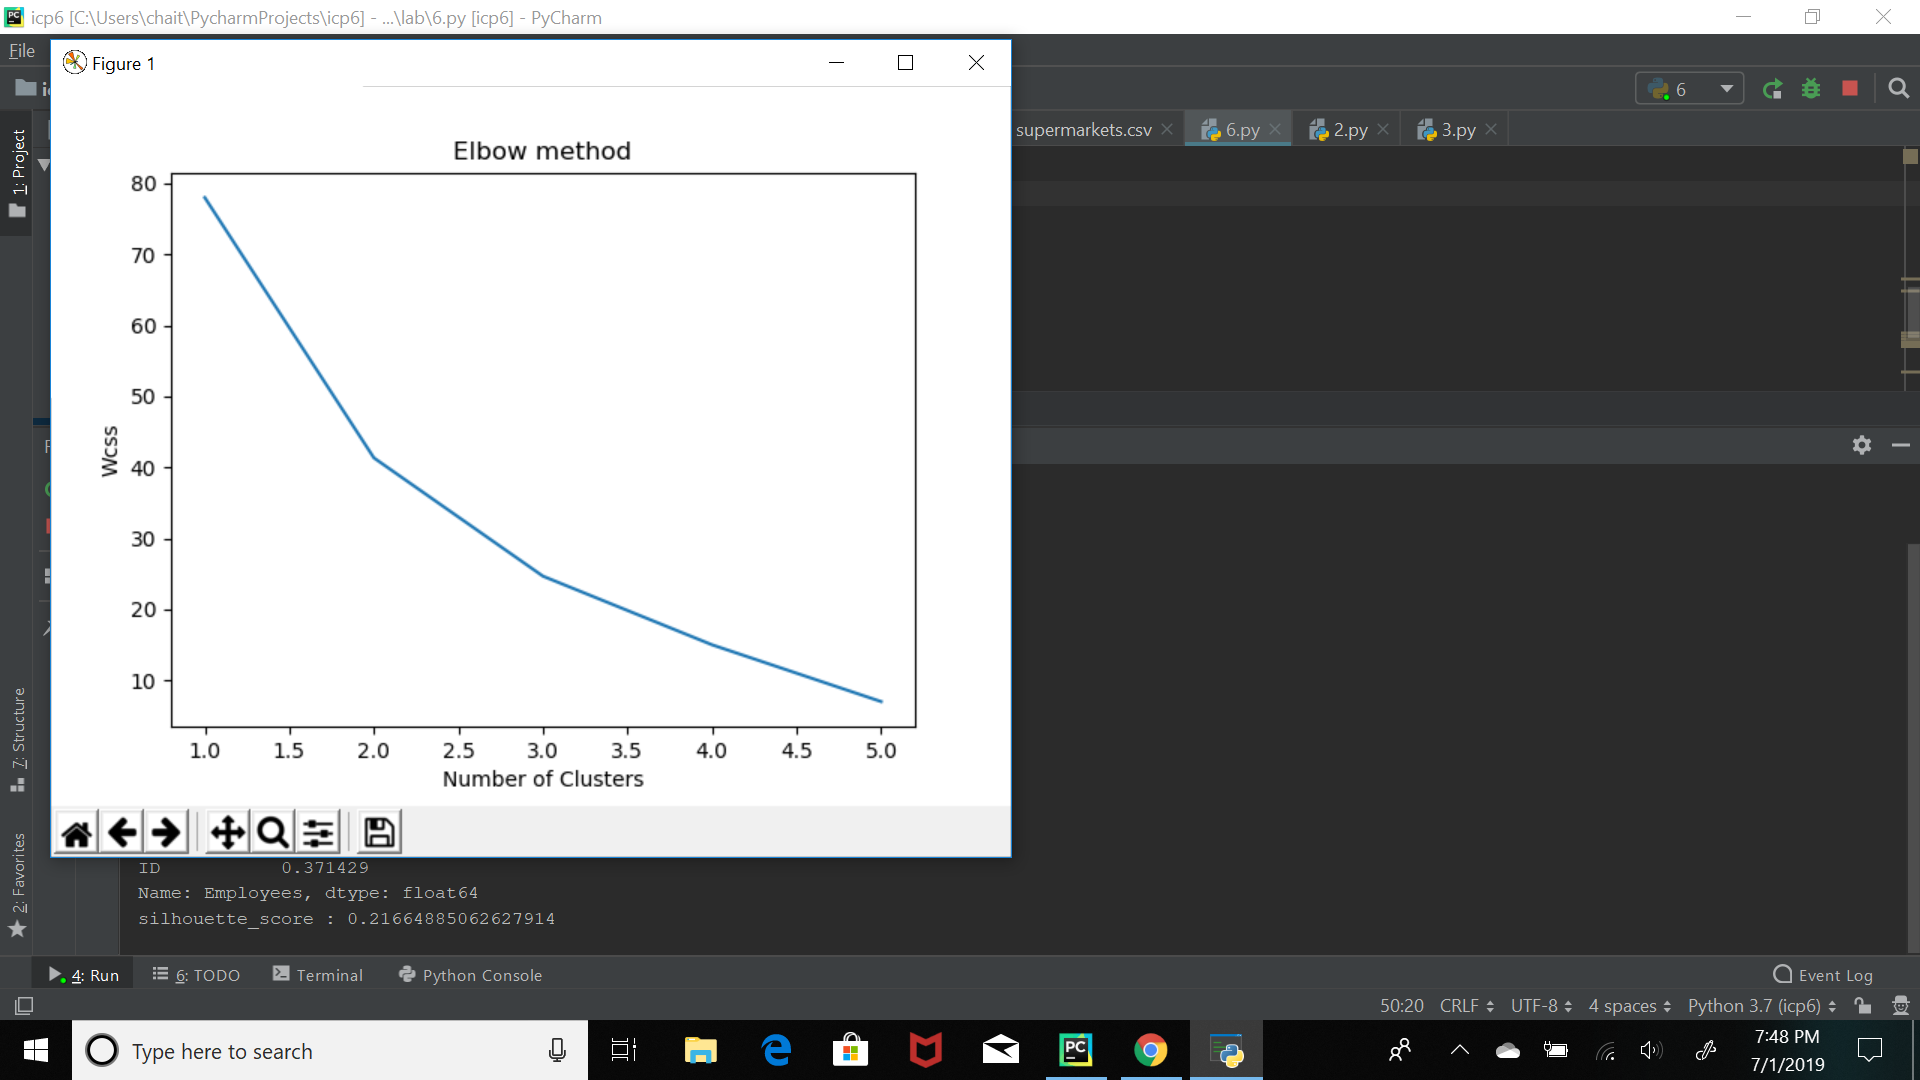 icp6 [C:\Users\chait\PycharmProjects\icp6] - ...\lab\6.py [icp6] - PyCharm
File
Figure 1
6
supermarkets.csv
6.py
2.py
3.py
1: Project
Elbow method
80
70
60
50
40
30
20
10
Wcss
1.0 1.5 2.0 2.5 3.0 3.5 4.0 4.5 5.0
Number of Clusters
7: Structure
2: Favorites
ID 0.371429
Name: Employees, dtype: float64
silhouette_score : 0.21664885062627914
4: Run
6: TODO
Terminal
Python Console
Event Log
50:20 CRLF UTF-8 4 spaces Python 3.7 (icp6)
Type here to search
PC
7:48 PM
7/1/2019